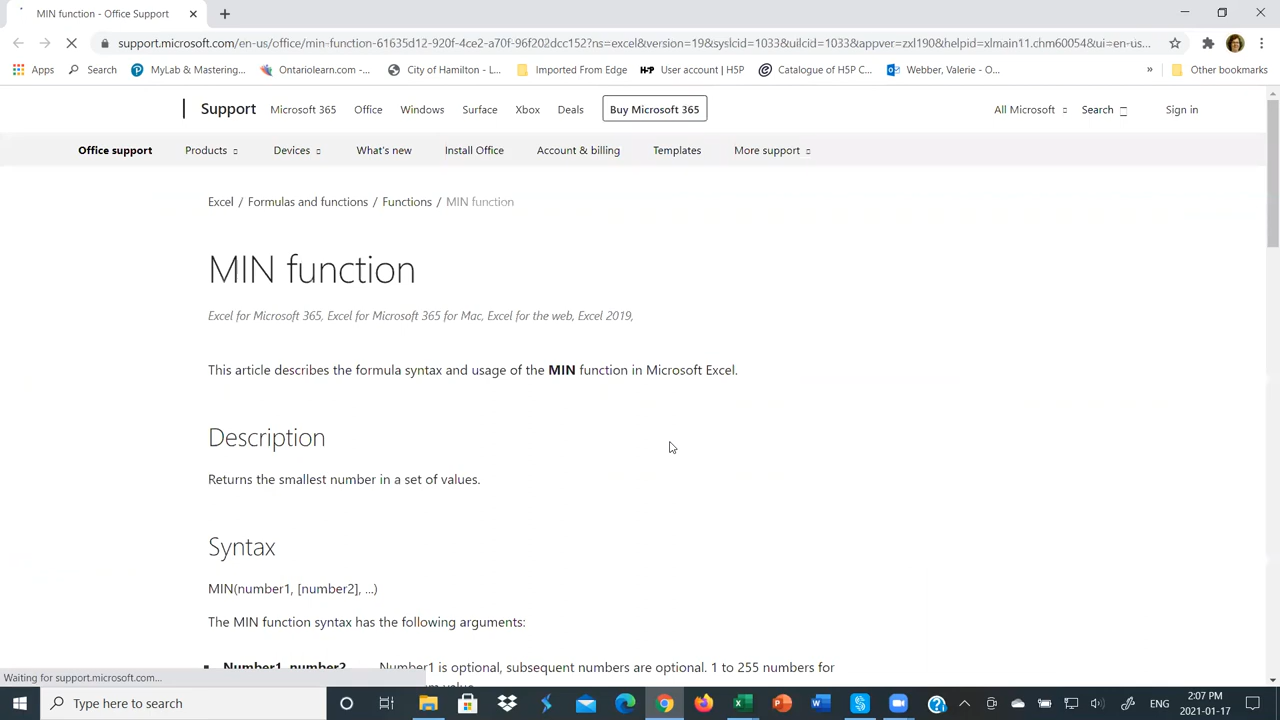 MIN function - Office Support
support.microsoft.com/en-us/office/min-function-61635d12-920f-4ce2-a70f-96f202dcc152?ns=excel&version=19&syslcid=1033&uilcid=1033&appver=zxl190&helpid=xlmain11.chm60054&ui=en-us...
Apps Search MyLab & Mastering... Ontariolearn.com -... City of Hamilton - L... Imported From Edge H-P User account | H5P Catalogue of H5P C... Webber, Valerie - O... » Other bookmarks
Support Microsoft 365 Office Windows Surface Xbox Deals Buy Microsoft 365 All Microsoft Search Sign in
Office support Products Devices What's new Install Office Account & billing Templates More support
Excel / Formulas and functions / Functions / MIN function
MIN function
Excel for Microsoft 365, Excel for Microsoft 365 for Mac, Excel for the web, Excel 2019,
This article describes the formula syntax and usage of the MIN function in Microsoft Excel.
Description
Returns the smallest number in a set of values.
Syntax
MIN(number1, [number2], ...)
The MIN function syntax has the following arguments:
Number1, number2, Number1 is optional, subsequent numbers are optional. 1 to 255 numbers for
Waiting for support.microsoft.com...
Type here to search
ENG
2:07 PM
2021-01-17